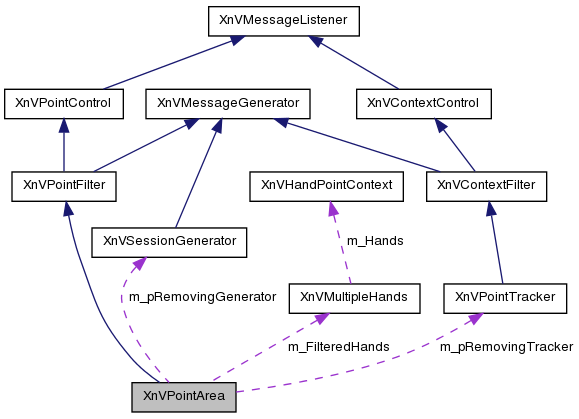 XnVMessageListener
XnVPointControl
XnVMessageGenerator
XnVContextControl
XnVPointFilter
XnVHandPointContext
XnVContextFilter
XnVSessionGenerator
m_Hands
m_pRemovingGenerator
XnVMultipleHands
XnVPointTracker
m_FilteredHands
m_pRemovingTracker
XnVPointArea